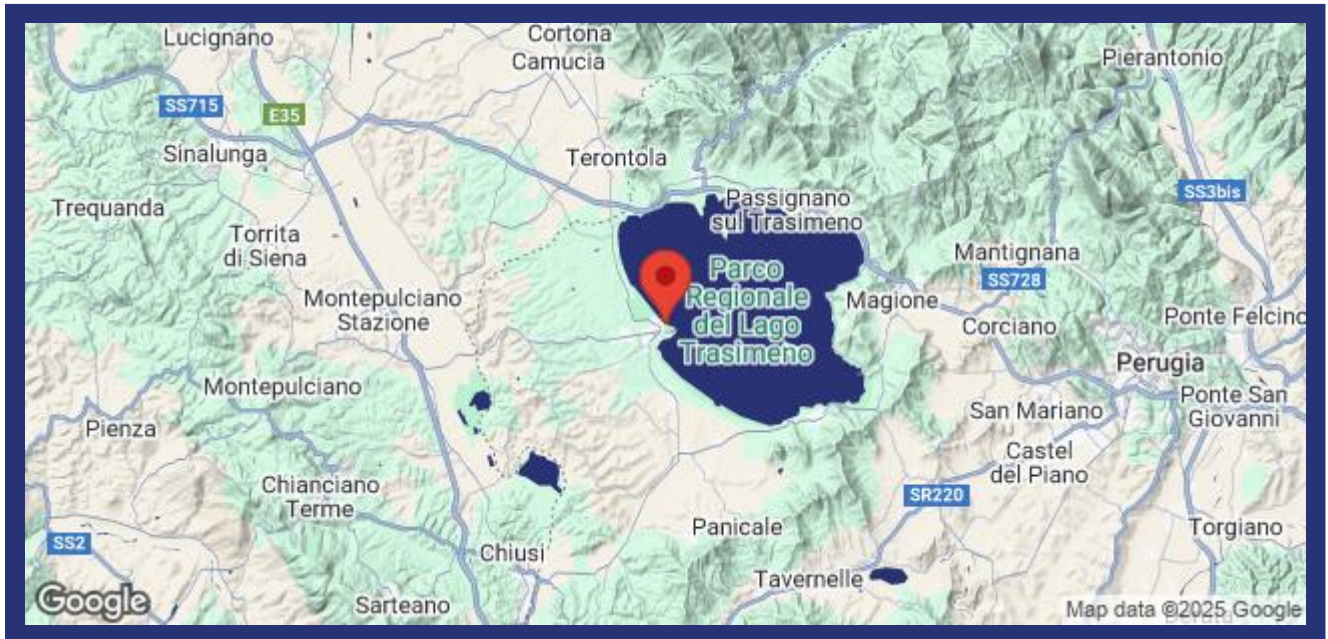 Lucignano
Cortona
Camucia
Pierantonio
SS715
E35
Sinalunga
Terontola
SS3bis
Trequanda
Passignano
sul Trasimeno
Torrita
di Siena
Mantignana
Parco
Regionale
del Lago
Trasimeno
SS728
Montepulciano
Stazione
Magione
Corciano
Ponte Felcino
Perugia
Montepulciano
Ponte San
Giovanni
Pienza
San Mariano
Castel
del Piano
Chianciano
Terme
SR220
Panicale
Torgiano
SS2
Chiusi
Tavernelle
Sarteano
Google
Map data ©2025 Google